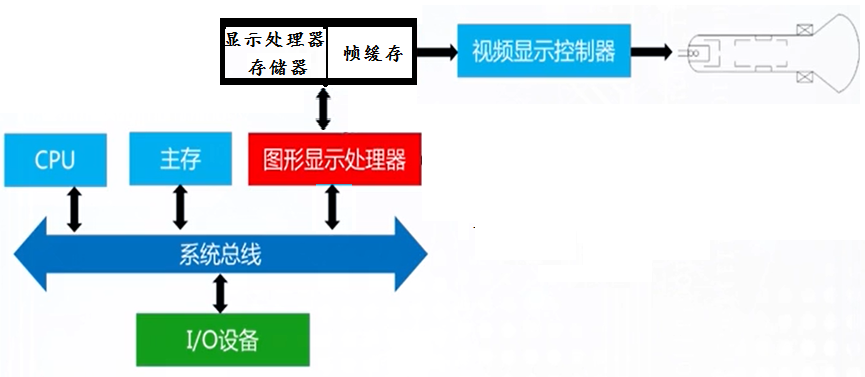 显示处理器
存储器
帧缓存
视频显示控制器
CPU
主存
图形显示处理器
系统总线
I/O设备